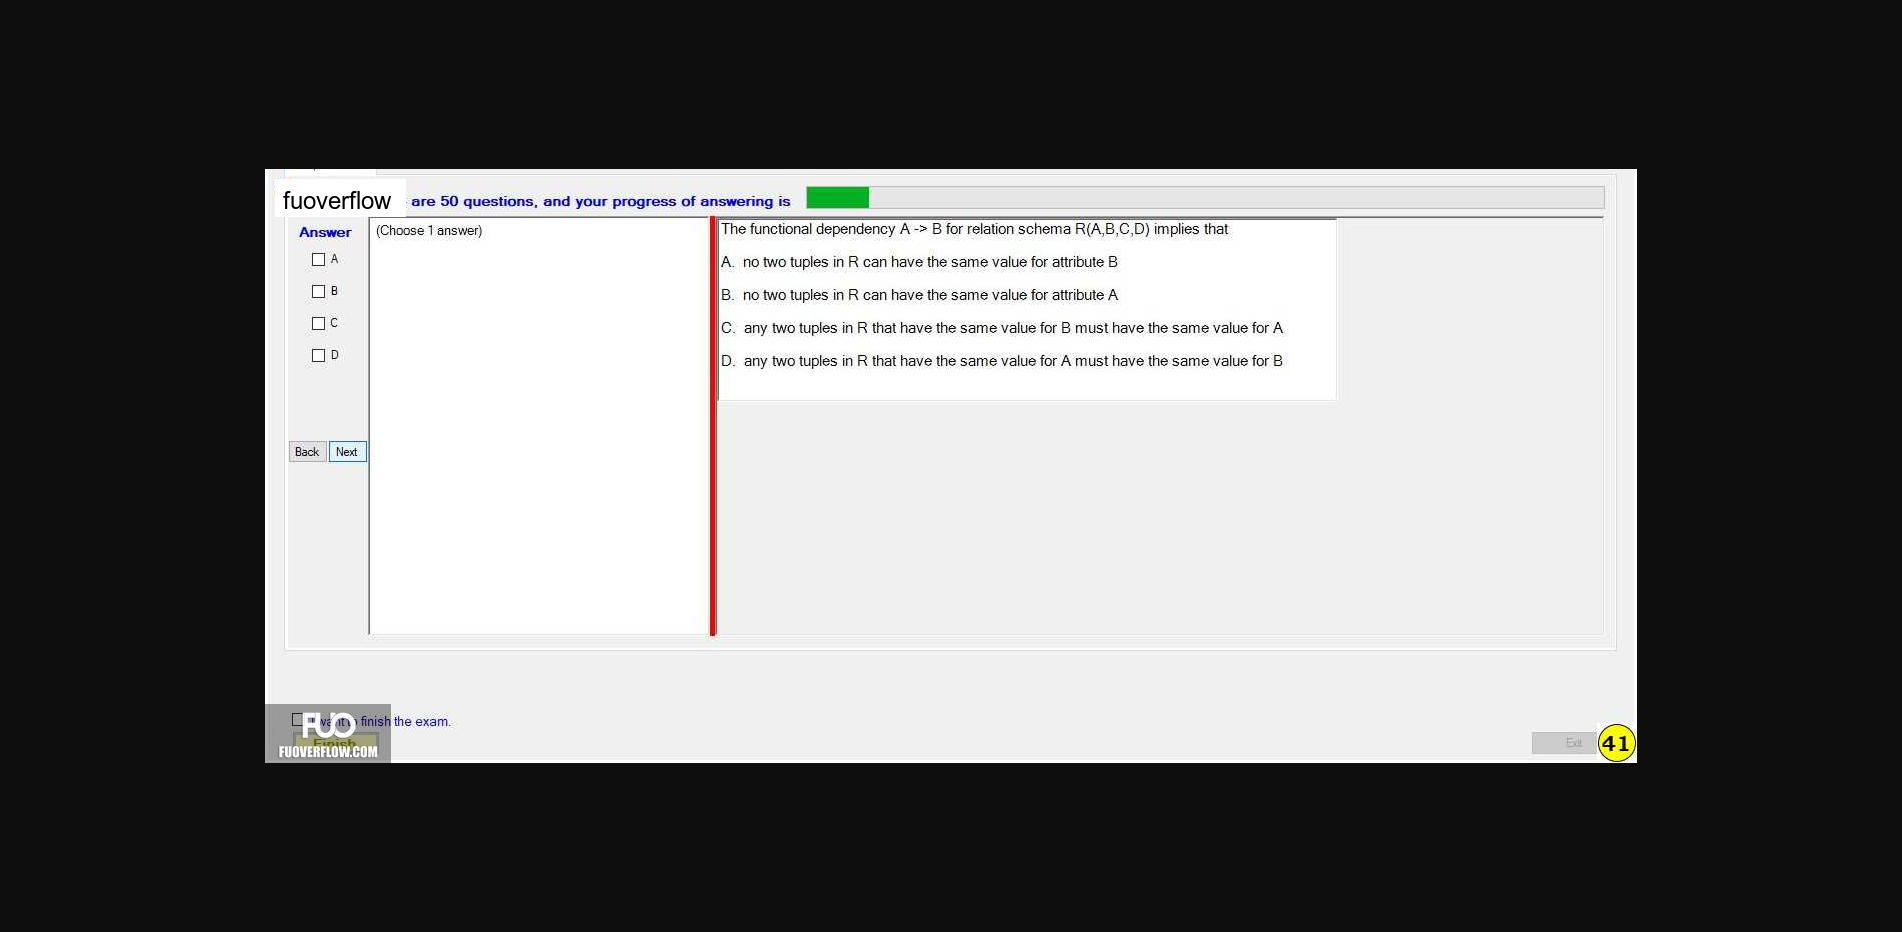 fuoverflow are 50 questions, and your progress of answering is
Answer
(Choose 1 answer)
A
B
C
D
Back Next
The functional dependency A -> B for relation schema R(A,B,C,D) implies that
A. no two tuples in R can have the same value for attribute B
B. no two tuples in R can have the same value for attribute A
C. any two tuples in R that have the same value for B must have the same value for A
D. any two tuples in R that have the same value for A must have the same value for B
I want to finish the exam.
FUO
Finish
FUOVERFLOW.COM
Exit
41